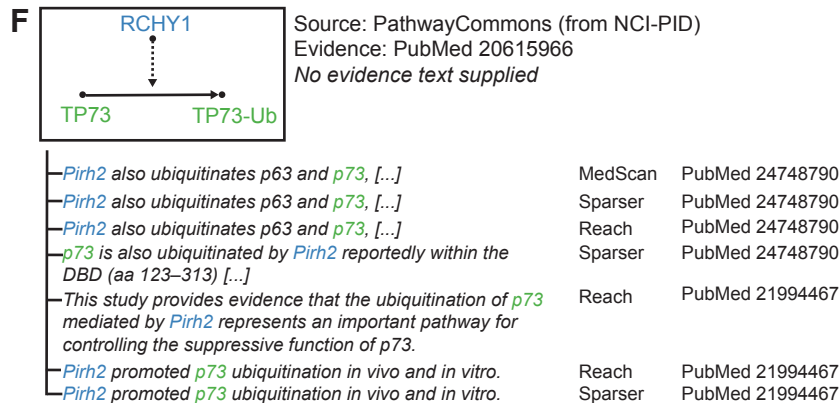 F
RCHY1
TP73 TP73-Ub
Source: PathwayCommons (from NCI-PID)
Evidence: PubMed 20615966
No evidence text supplied
Pirh2 also ubiquitinates p63 and p73, [...] MedScan PubMed 24748790
Pirh2 also ubiquitinates p63 and p73, [...] Sparser PubMed 24748790
Pirh2 also ubiquitinates p63 and p73, [...] Reach PubMed 24748790
p73 is also ubiquitinated by Pirh2 reportedly within the Sparser PubMed 24748790
DBD (aa 123–313) [...]
This study provides evidence that the ubiquitination of p73 Reach PubMed 21994467
mediated by Pirh2 represents an important pathway for
controlling the suppressive function of p73.
Pirh2 promoted p73 ubiquitination in vivo and in vitro. Reach PubMed 21994467
Pirh2 promoted p73 ubiquitination in vivo and in vitro. Sparser PubMed 21994467